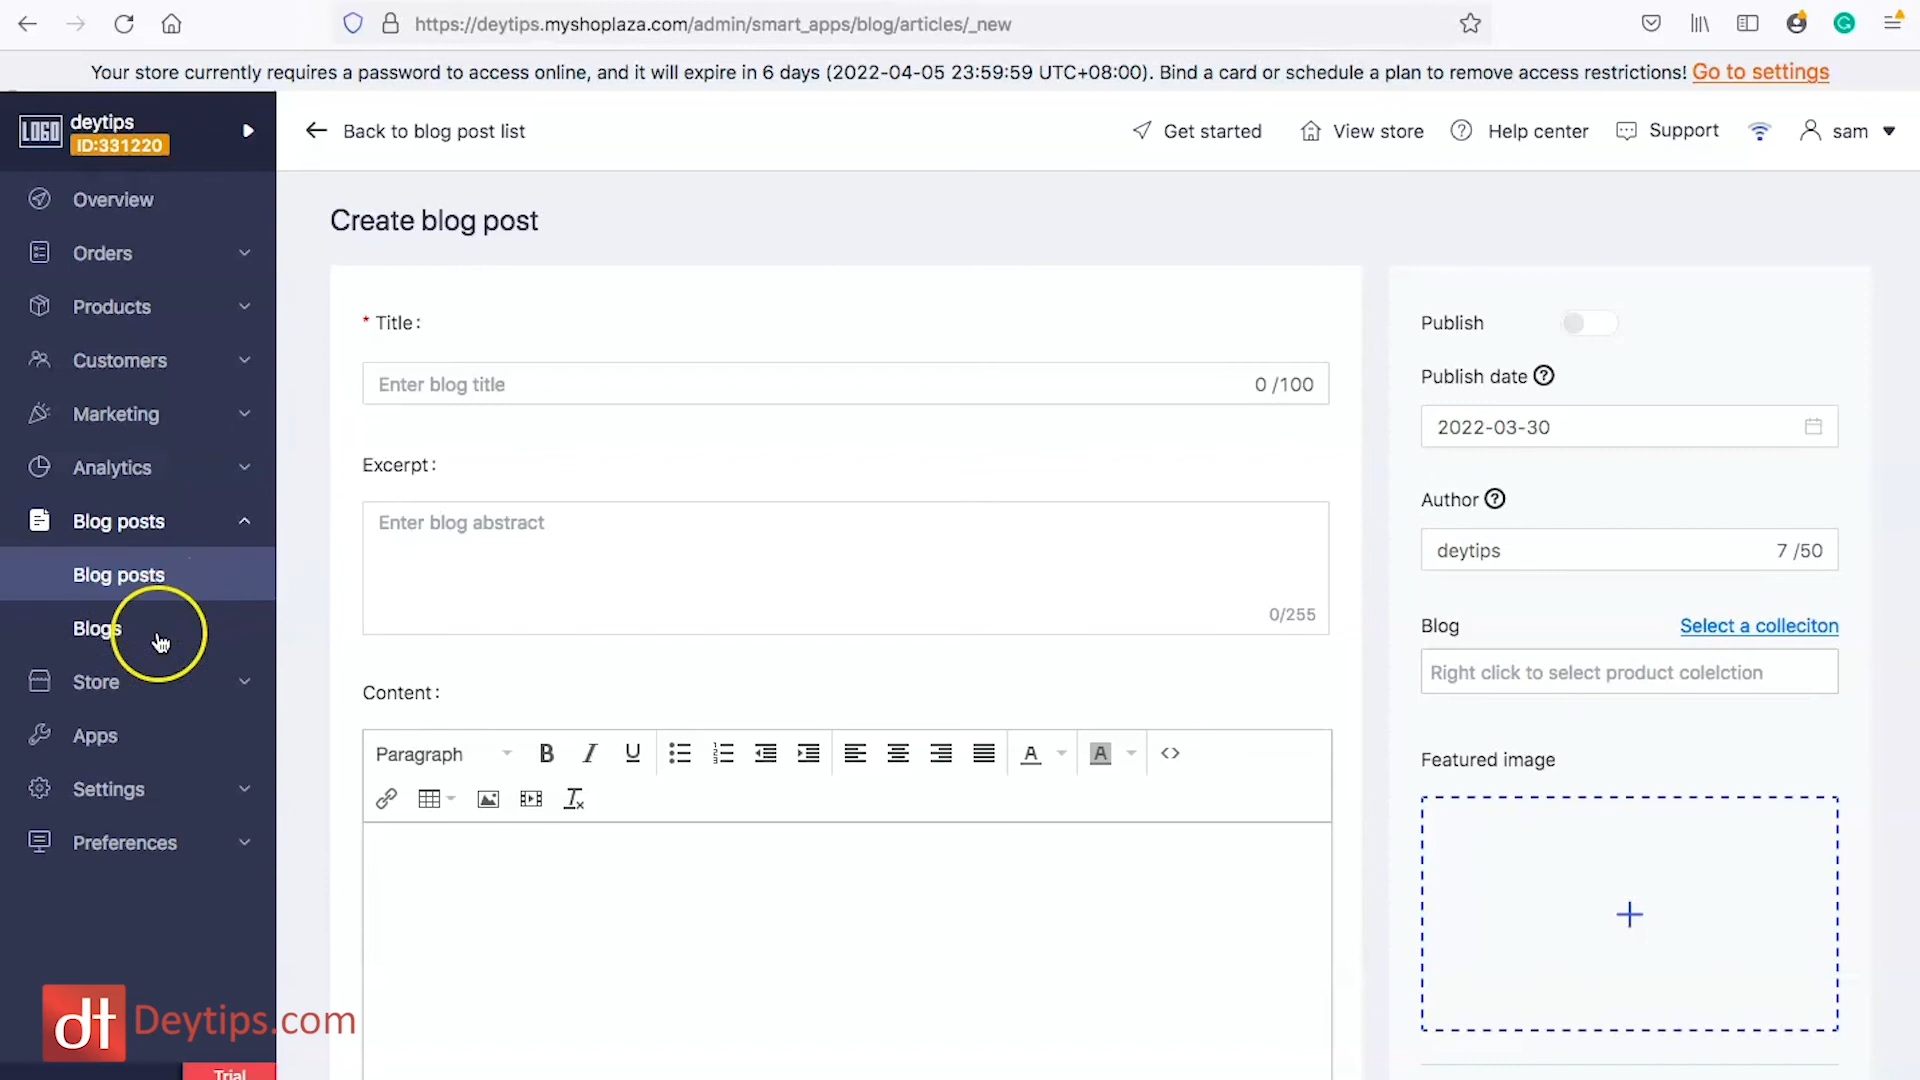 https://deytips.myshoplaza.com/admin/smart_apps/blog/articles/_new
Your store currently requires a password to access online, and it will expire in 6 days (2022-04-05 23:59:59 UTC+08:00). Bind a card or schedule a plan to remove access restrictions! Go to settings
LOGO
deytips
ID:331220
Back to blog post list
Get started
View store
Help center
Support
sam
Overview
Orders
Products
Customers
Marketing
Analytics
Blog posts
Blog posts
Blogs
Store
Apps
Settings
Preferences
dt Deytips.com
Trial
Create blog post
* Title:
Enter blog title
0 /100
Excerpt:
Enter blog abstract
0/255
Content:
Paragraph
B I U
A
A
Publish
Publish date
2022-03-30
Author
deytips
7 /50
Blog
Select a colleciton
Right click to select product colelction
Featured image